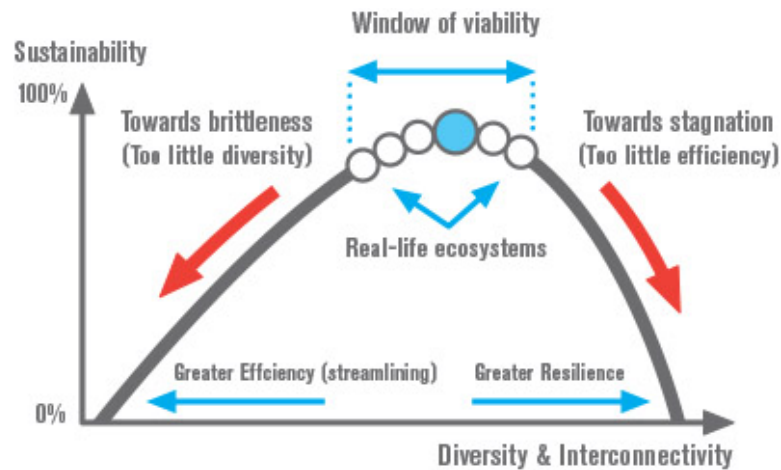 Window of viability
Sustainability
100%
Towards brittleness
(Too little diversity)
Towards stagnation
(Too little efficiency)
Real-life ecosystems
Greater Effciency (streamlining)
Greater Resilience
0%
Diversity & Interconnectivity